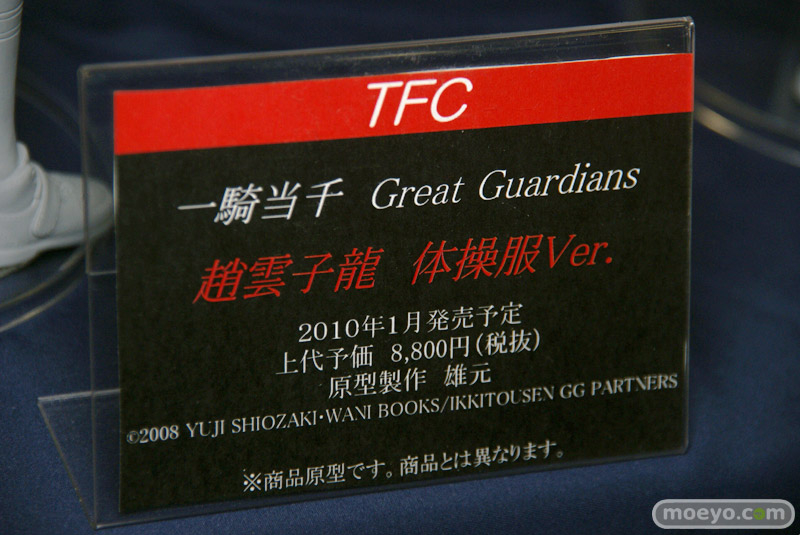 TFC
一騎当千 Great Guardians
趙雲子龍 体操服Ver.
2010年1月発売予定
上代予価 8,800円(税抜)
原型製作 雄元
©2008 YUJI SHIOZAKI・WANI BOOKS/IKKITOUSEN GG PARTNERS
※商品原型です。商品とは異なります。
moeyo.com